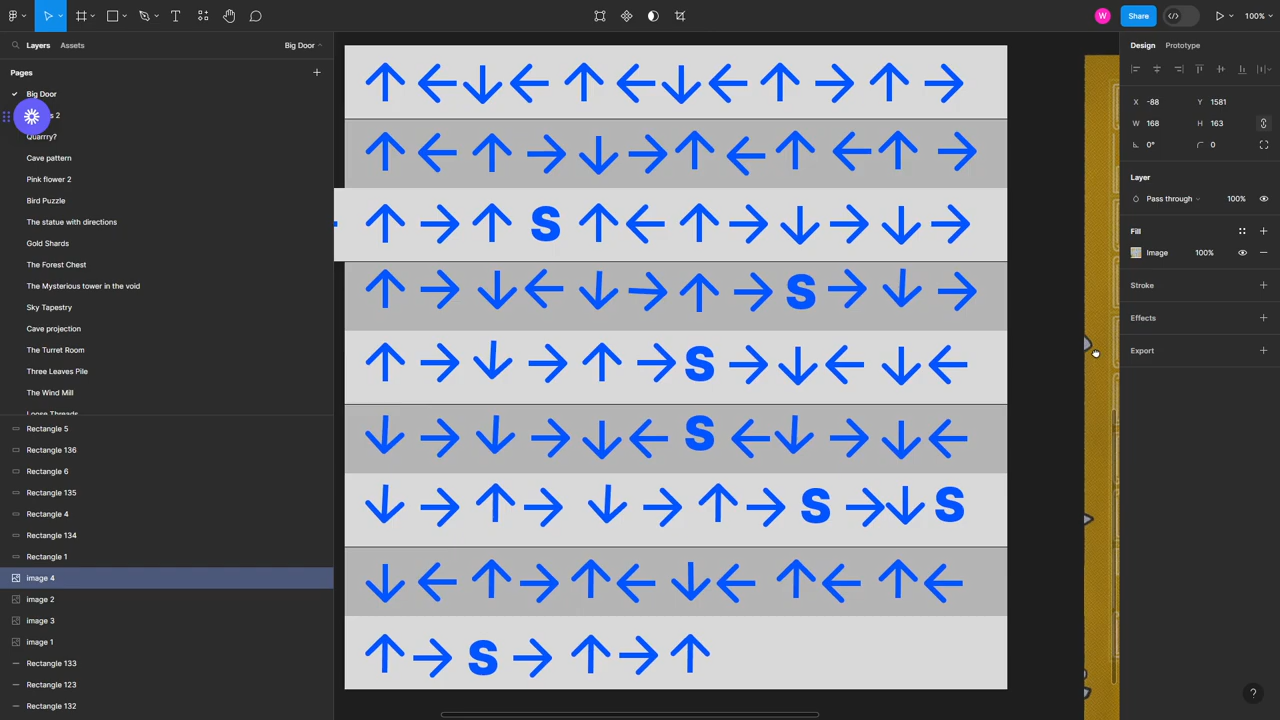 W Share 100%
Layers Assets Big Door
Design Prototype
Pages
Big Door
s 2
Quarrry?
Cave pattern
Pink flower 2
Bird Puzzle
The statue with directions
Gold Shards
The Forest Chest
The Mysterious tower in the void
Sky Tapestry
Cave projection
The Turret Room
Three Leaves Pile
The Wind Mill
Loose Threads
Rectangle 5
Rectangle 136
Rectangle 6
Rectangle 135
Rectangle 4
Rectangle 134
Rectangle 1
image 4
image 2
image 3
image 1
Rectangle 133
Rectangle 123
Rectangle 132
↑ ← ↓ ← ↑ ← ↓ ← ↑ → ↑ →
↑ ← ↑ → ↓ → ↑ ← ↑ ← ↑ →
↑ → ↑ S ↑ ← ↑ → ↓ → ↓ →
↑ → ↓ ← ↓ → ↑ → S → ↓ →
↑ → ↓ → ↑ → S → ↓ ← ↓ ←
↓ → ↓ → ↓ ← S ← ↓ → ↓ ←
↓ → ↑ → ↓ → ↑ → S → ↓ S
↓ ← ↑ → ↑ ← ↓ ← ↑ ← ↑ ←
↑ → S → ↑ → ↑
X -88 Y 1581
W 168 H 163
0° 0
Layer
Pass through 100%
Fill
Image 100%
Stroke
Effects
Export
?